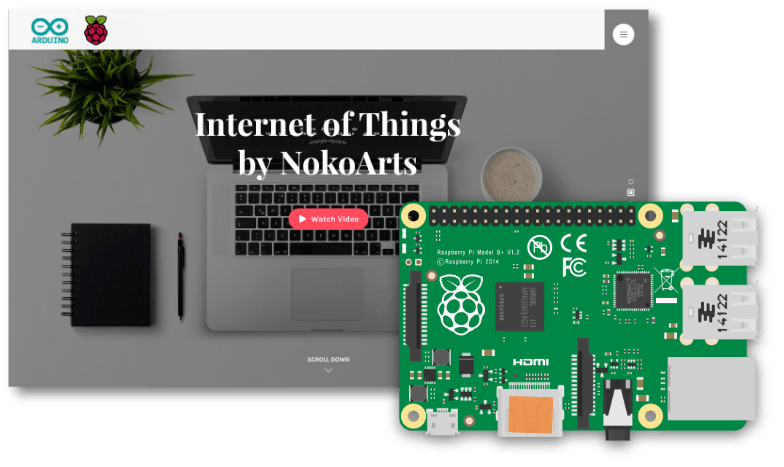 ARDUINO
Internet of Things
by NokoArts
Watch Video
SCROLL DOWN
Raspberry Pi Model B+ V1.2
©Raspberry Pi 2014
Pb
CE
FC
HDMI
14122
14122